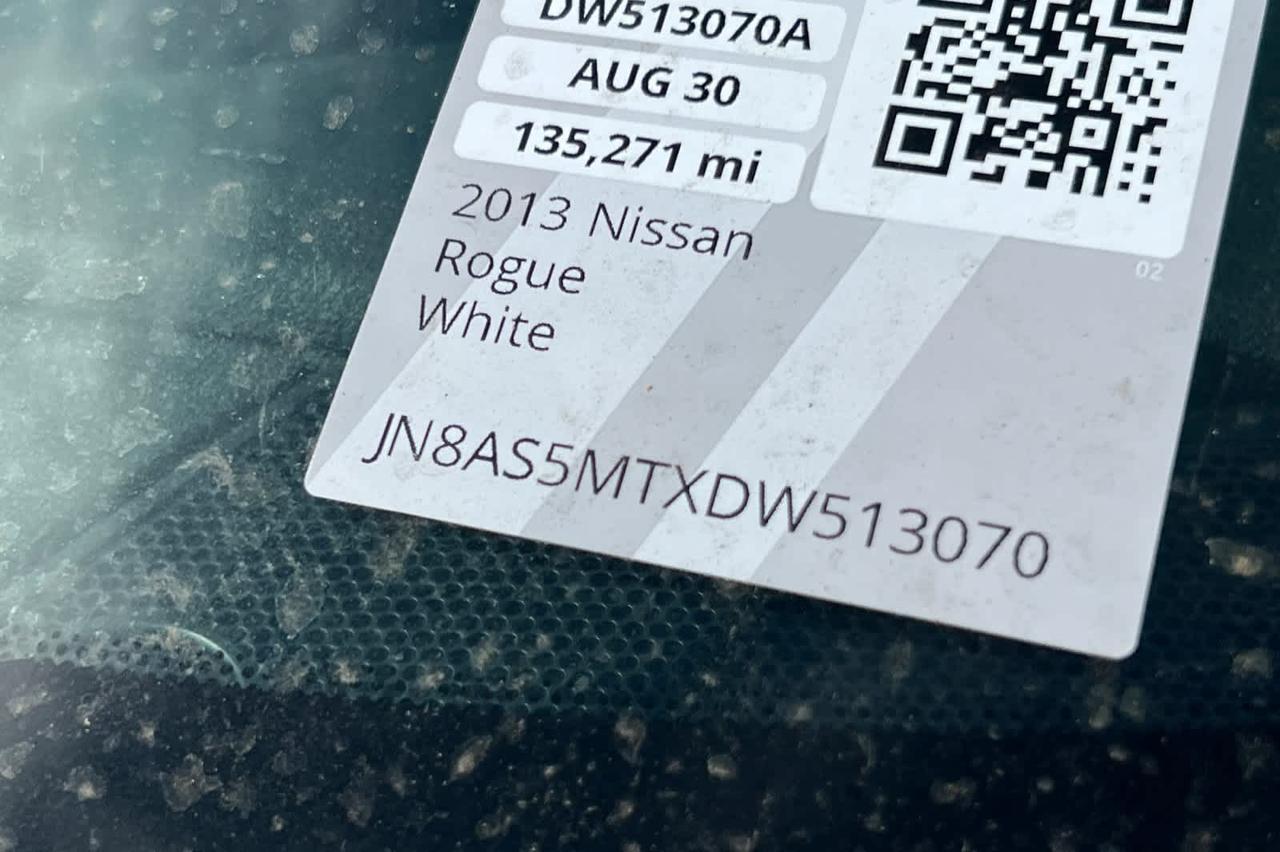 DW513070A
AUG 30
135,271 mi
2013 Nissan
Rogue
White
02
JN8AS5MTXDW513070